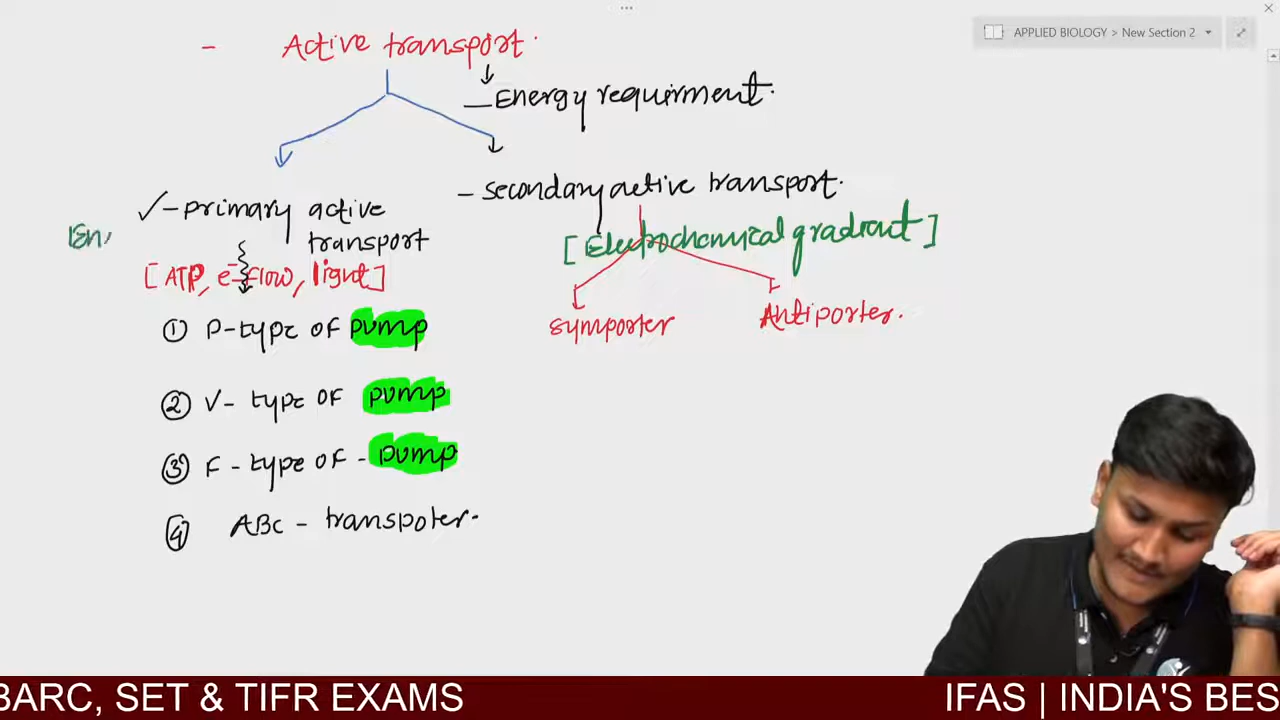 APPLIED BIOLOGY > New Section 2
- Active transport.
- Energy requirment.
✓ - primary active
transport
- secondary active transport.
[Electrochemical gradient]
[ATP, e- flow, light]
① P-type of pump
symporter
Antiporter.
② V- type of pump
③ F - type of - pump
④ ABC - transpoter.
BARC, SET & TIFR EXAMS
IFAS | INDIA'S BES